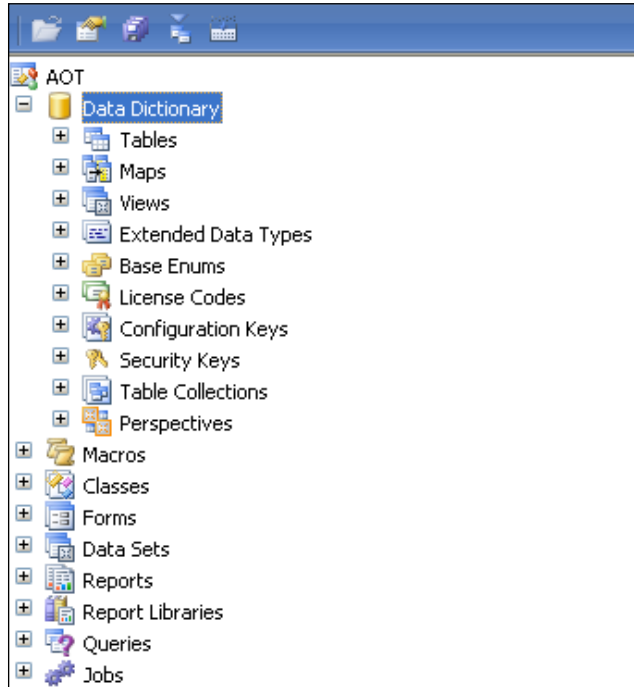 AOT
Data Dictionary
Tables
Maps
Views
Extended Data Types
Base Enums
License Codes
Configuration Keys
Security Keys
Table Collections
Perspectives
Macros
Classes
Forms
Data Sets
Reports
Report Libraries
Queries
Jobs